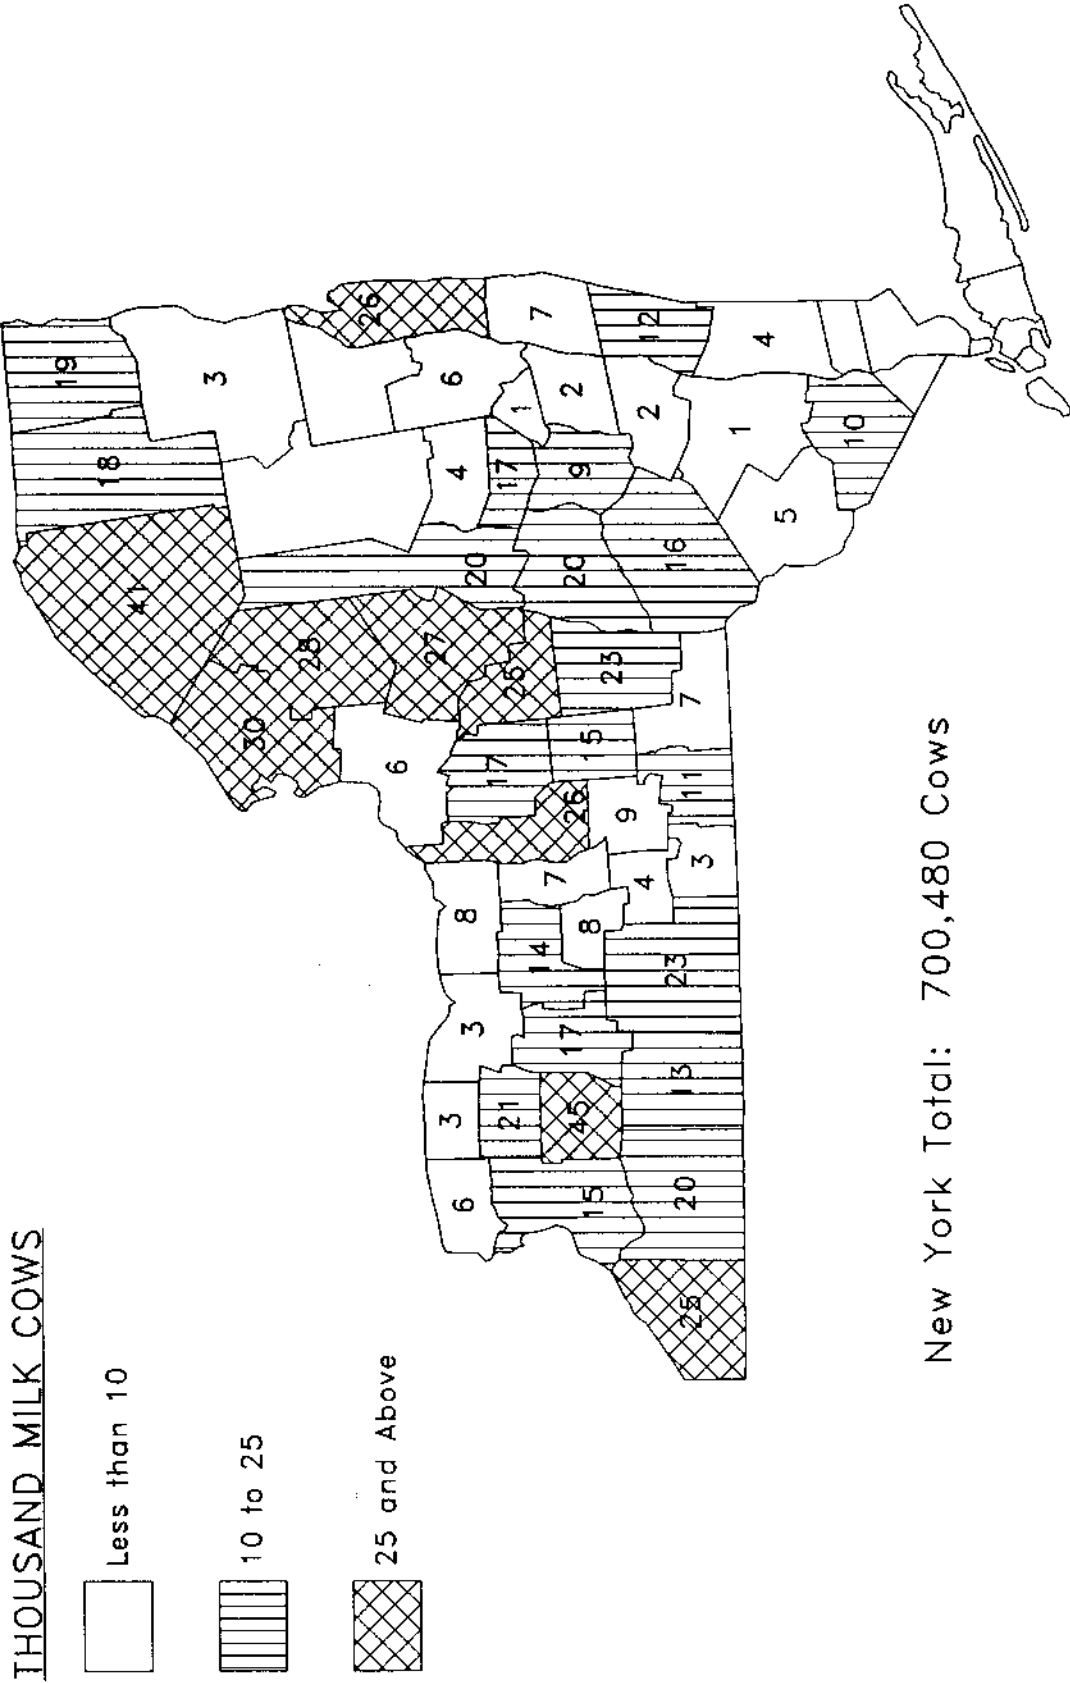 THOUSAND MILK COWS
Less than 10
10 to 25
25 and Above
19
18
41
3
30
28
26
6
27
6 3 3 8 20 4 6
21 17 25 17 1
14 7 7
15 45 17 8 26 15 20 9 2
4 9 23 2 12
25 20 13 23 3 11 7 16
1
4
5
10
New York Total: 700,480 Cows